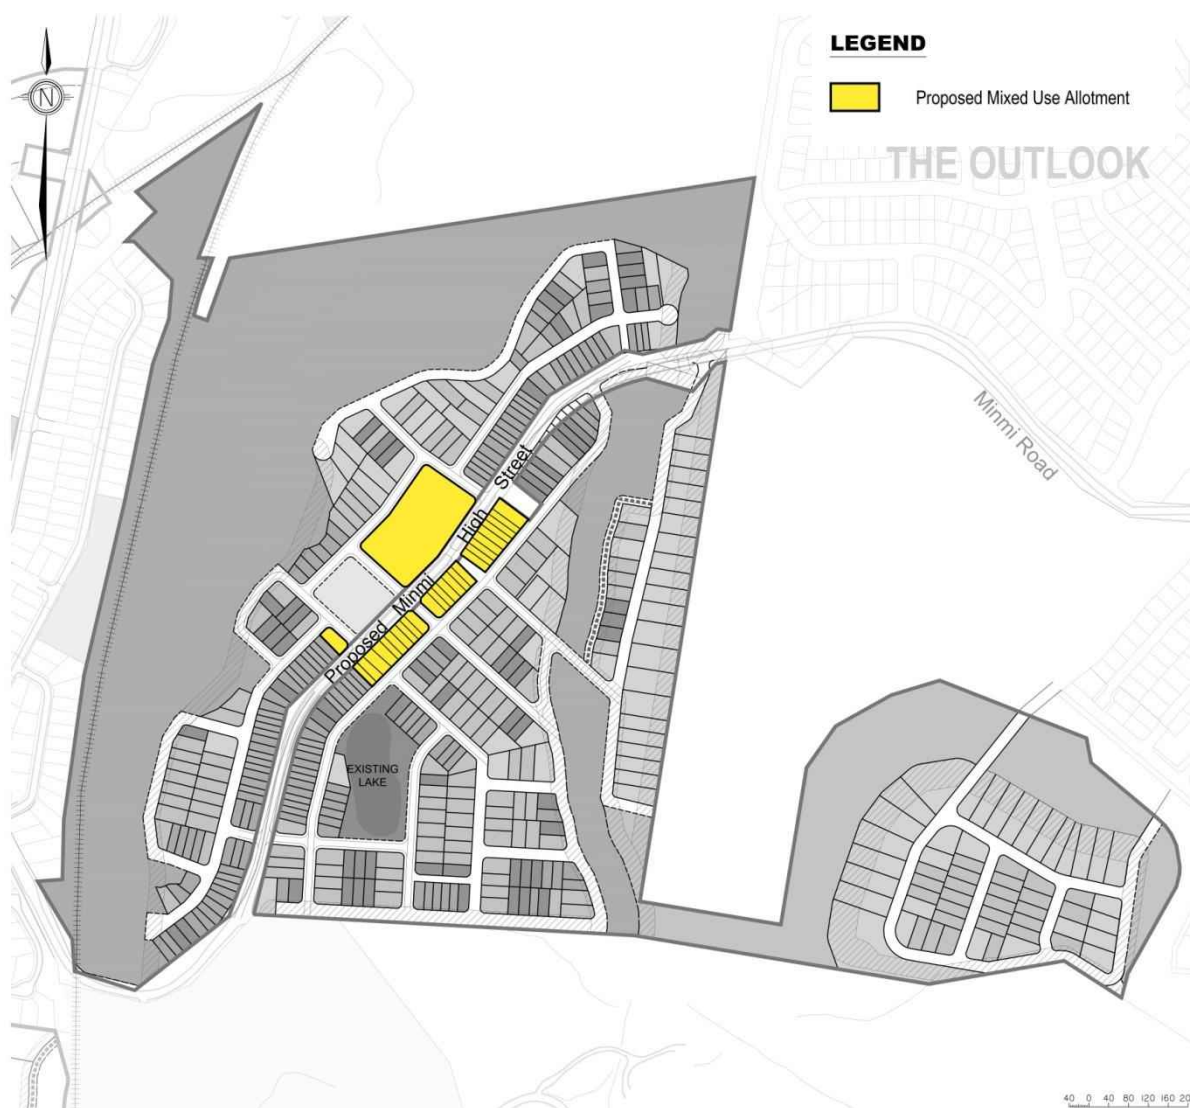 LEGEND
N
Proposed Mixed Use Allotment
THE OUTLOOK
Minmi Road
Proposed Minmi High Street
EXISTING
LAKE
40 0 40 80 120 160 20